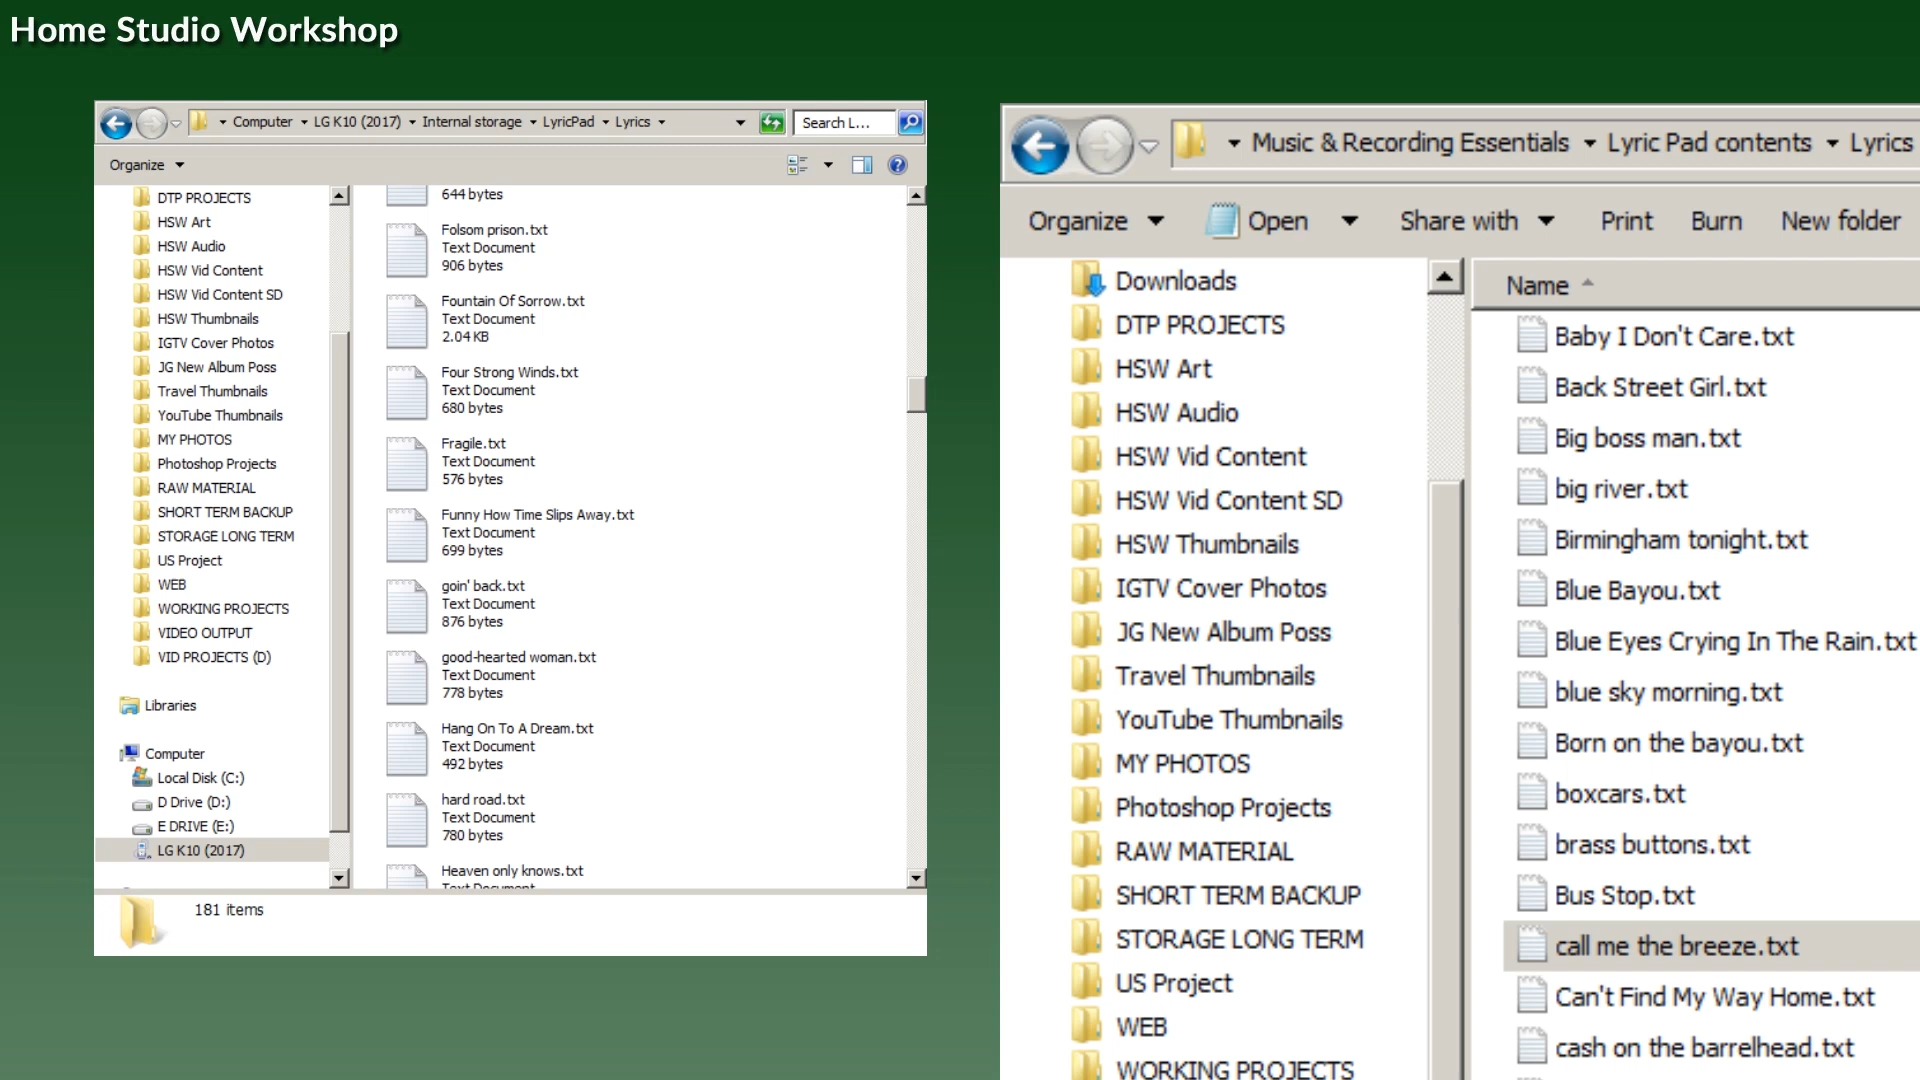 Home Studio Workshop
Computer LG K10 (2017) Internal storage LyricPad Lyrics
Search L...
Organize
DTP PROJECTS
HSW Art
HSW Audio
HSW Vid Content
HSW Vid Content SD
HSW Thumbnails
IGTV Cover Photos
JG New Album Poss
Travel Thumbnails
YouTube Thumbnails
MY PHOTOS
Photoshop Projects
RAW MATERIAL
SHORT TERM BACKUP
STORAGE LONG TERM
US Project
WEB
WORKING PROJECTS
VIDEO OUTPUT
VID PROJECTS (D)
Libraries
Computer
Local Disk (C:)
D Drive (D:)
E DRIVE (E:)
LG K10 (2017)
644 bytes
Folsom prison.txt
Text Document
906 bytes
Fountain Of Sorrow.txt
Text Document
2.04 KB
Four Strong Winds.txt
Text Document
680 bytes
Fragile.txt
Text Document
576 bytes
Funny How Time Slips Away.txt
Text Document
699 bytes
goin' back.txt
Text Document
876 bytes
good-hearted woman.txt
Text Document
778 bytes
Hang On To A Dream.txt
Text Document
492 bytes
hard road.txt
Text Document
780 bytes
Heaven only knows.txt
Text Document
181 items
Music & Recording Essentials Lyric Pad contents Lyrics
Organize Open Share with Print Burn New folder
Downloads
DTP PROJECTS
HSW Art
HSW Audio
HSW Vid Content
HSW Vid Content SD
HSW Thumbnails
IGTV Cover Photos
JG New Album Poss
Travel Thumbnails
YouTube Thumbnails
MY PHOTOS
Photoshop Projects
RAW MATERIAL
SHORT TERM BACKUP
STORAGE LONG TERM
US Project
WEB
WORKING PROJECTS
Name
Baby I Don't Care.txt
Back Street Girl.txt
Big boss man.txt
big river.txt
Birmingham tonight.txt
Blue Bayou.txt
Blue Eyes Crying In The Rain.txt
blue sky morning.txt
Born on the bayou.txt
boxcars.txt
brass buttons.txt
Bus Stop.txt
call me the breeze.txt
Can't Find My Way Home.txt
cash on the barrelhead.txt